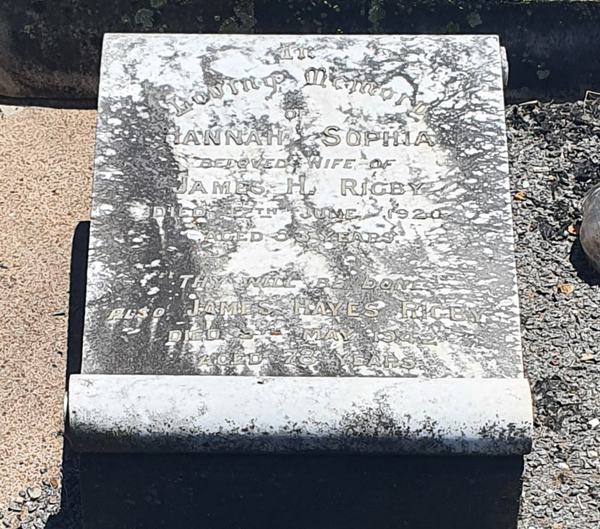 In
Loving Memory
of
HANNAH SOPHIA
BELOVED WIFE OF
JAMES H. RIGBY
DIED JUNE 1920
AGED YEARS.
"THY WILL BE DONE"
ALSO JAMES HAYES RIGBY
DIED MAY
AGED 78 YEARS.